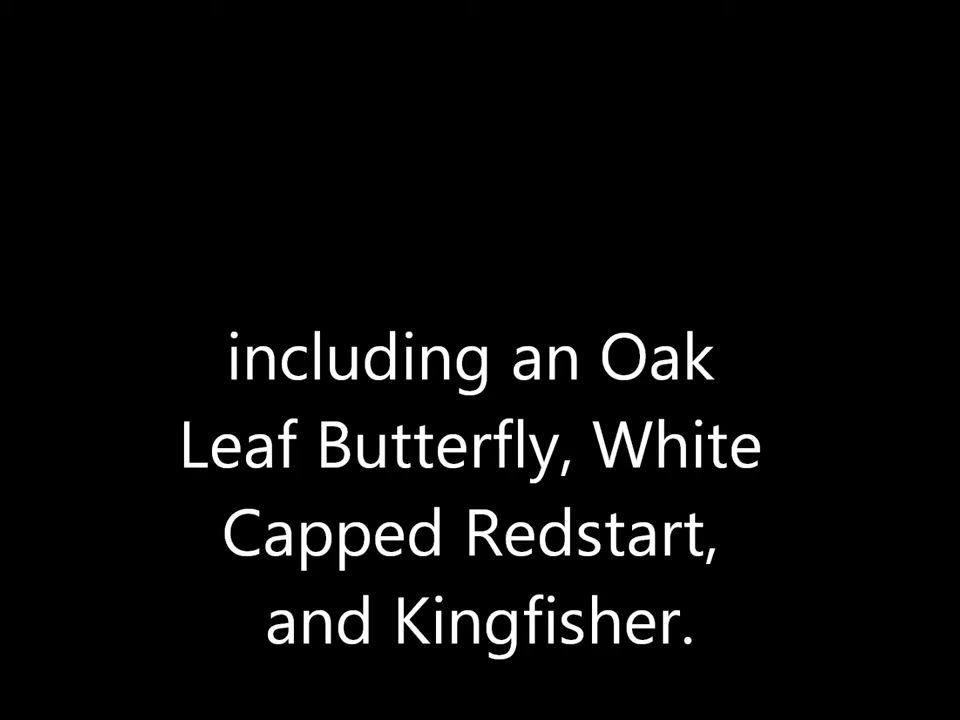 including an Oak
Leaf Butterfly, White
Capped Redstart,
and Kingfisher.